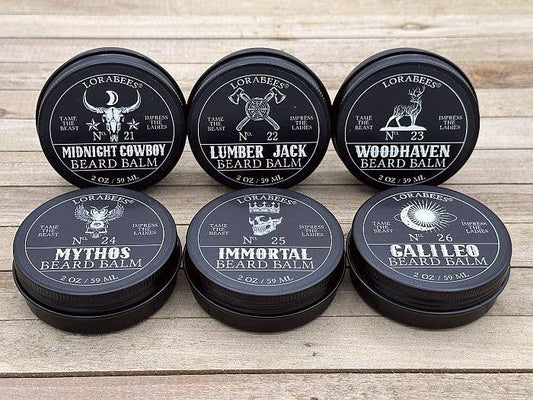 LORABEES®
TAME THE BEAST
IMPRESS THE LADIES
No. 21
MIDNIGHT COWBOY
BEARD BALM
2 OZ / 59 ML
LORABEES®
TAME THE BEAST
IMPRESS THE LADIES
No. 22
LUMBER JACK
BEARD BALM
2 OZ / 59 ML
LORABEES®
TAME THE BEAST
IMPRESS THE LADIES
No. 23
WOODHAVEN
BEARD BALM
2 OZ / 59 ML
LORABEES®
TAME THE BEAST
IMPRESS THE LADIES
No. 24
MYTHOS
BEARD BALM
2 OZ / 59 ML
LORABEES®
TAME THE BEAST
IMPRESS THE LADIES
No. 25
IMMORTAL
BEARD BALM
2 OZ / 59 ML
LORABEES®
TAME THE BEAST
IMPRESS THE LADIES
No. 26
GALILEO
BEARD BALM
2 OZ / 59 ML